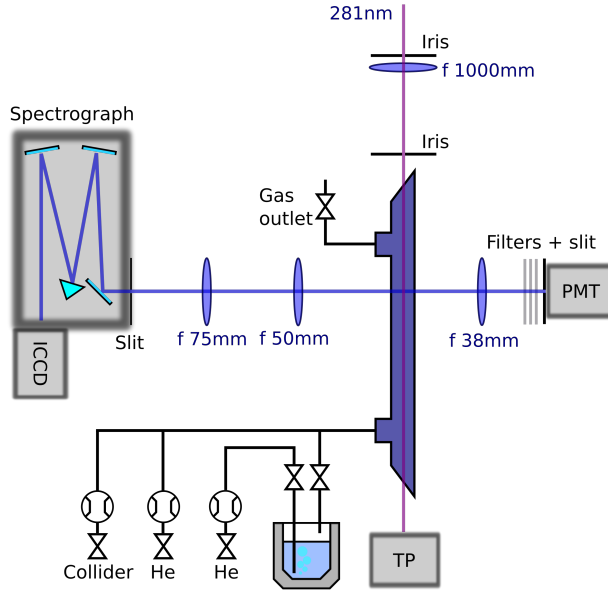 281nm
Iris
f 1000mm
Spectrograph
Iris
Gas
outlet
Filters + slit
PMT
Slit
f 75mm
f 50mm
f 38mm
ICCD
TP
Collider
He
He